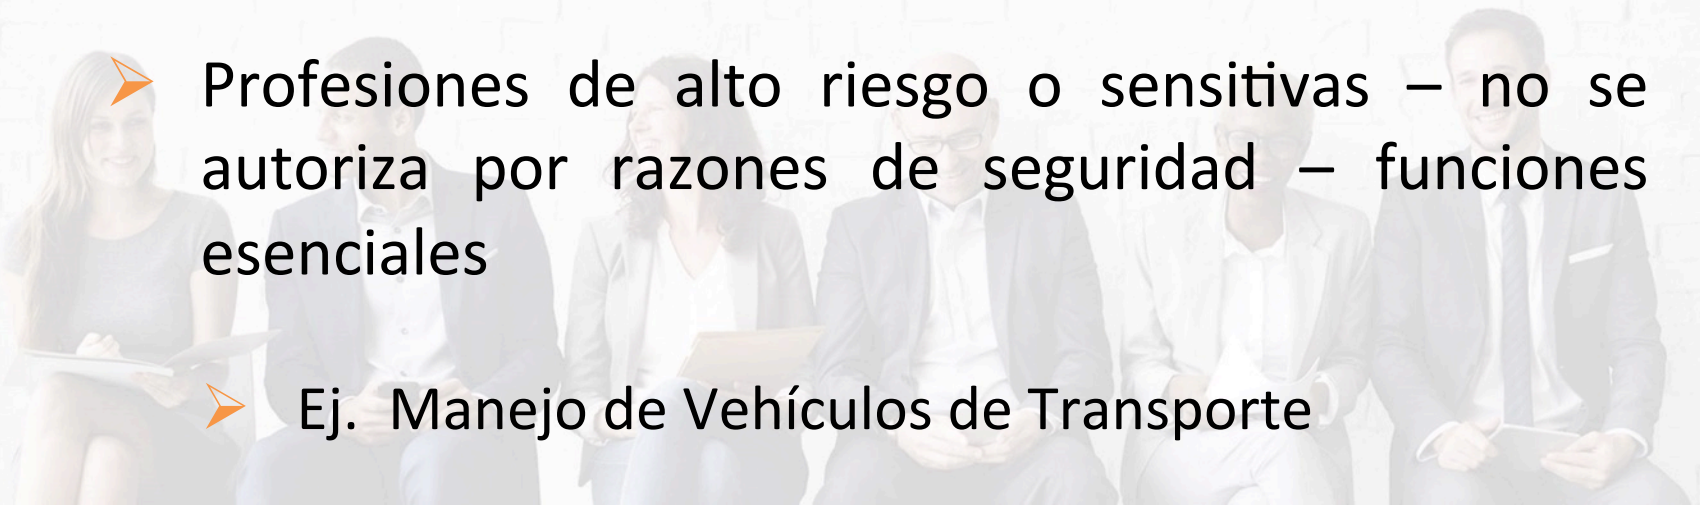 Profesiones de alto riesgo o sensitivas – no se
autoriza por razones de seguridad – funciones
esenciales
Ej. Manejo de Vehículos de Transporte